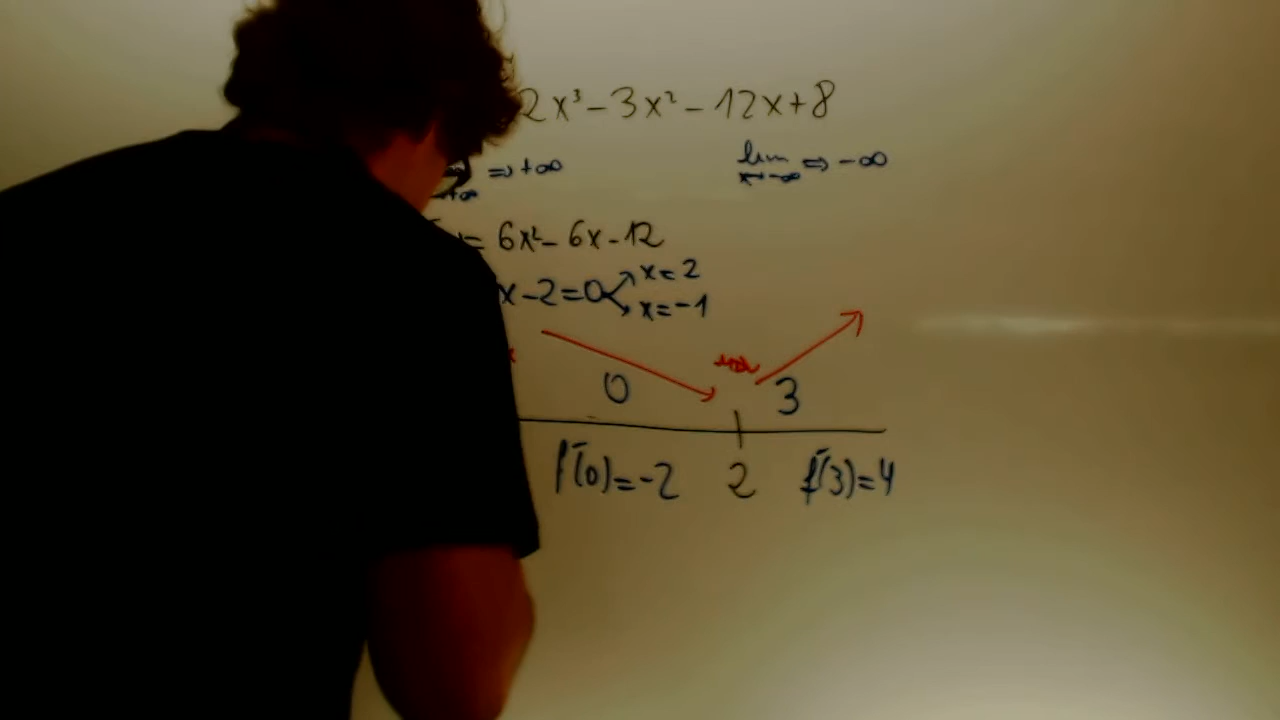 2x³-3x²-12x+8
⇒+∞ lim x→-∞ ⇒ -∞
= 6x²-6x-12
x-2=0 x=2
x=-1
0 3
f'(0)=-2 2 f'(3)=4